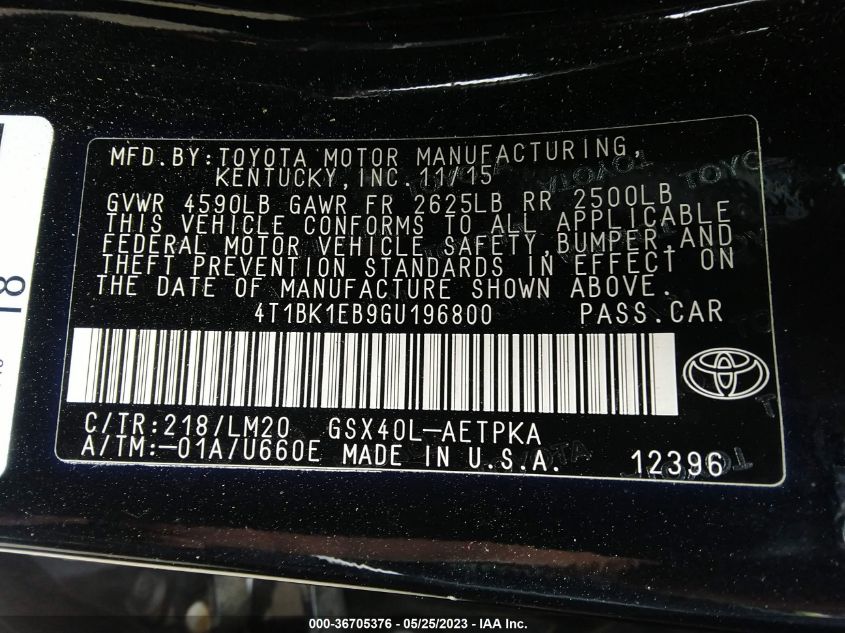 MFD.BY:TOYOTA MOTOR MANUFACTURING,
KENTUCKY,INC. 11/15
GVWR 4590LB GAWR FR 2625LB RR 2500LB
THIS VEHICLE CONFORMS TO ALL APPLICABLE
FEDERAL MOTOR VEHICLE SAFETY,BUMPER,AND
THEFT PREVENTION STANDARDS IN EFFECT ON
THE DATE OF MANUFACTURE SHOWN ABOVE.
4T1BK1EB9GU196800 PASS.CAR
C/TR:218/LM20 GSX40L-AETPKA
A/TM:-01A/U660E MADE IN U.S.A. 12396
000-36705376 - 05/25/2023 - IAA Inc.